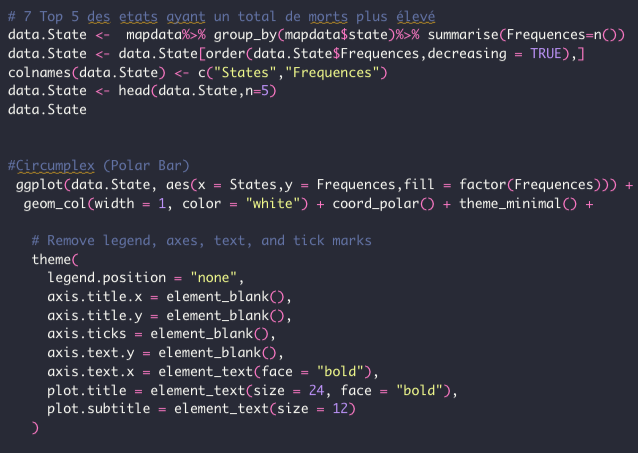 # 7 Top 5 des etats ayant un total de morts plus élevé
data.State <-  mapdata%>% group_by(mapdata$state)%>% summarise(Frequences=n())
data.State <- data.State[order(data.State$Frequences,decreasing = TRUE),]
colnames(data.State) <- c("States","Frequences")
data.State <- head(data.State,n=5)
data.State
#Circumplex (Polar Bar)
ggplot(data.State, aes(x = States,y = Frequences,fill = factor(Frequences))) +
geom_col(width = 1, color = "white") + coord_polar() + theme_minimal() +
# Remove legend, axes, text, and tick marks
theme(
legend.position = "none",
axis.title.x = element_blank(),
axis.title.y = element_blank(),
axis.ticks = element_blank(),
axis.text.y = element_blank(),
axis.text.x = element_text(face = "bold"),
plot.title = element_text(size = 24, face = "bold"),
plot.subtitle = element_text(size = 12)
)